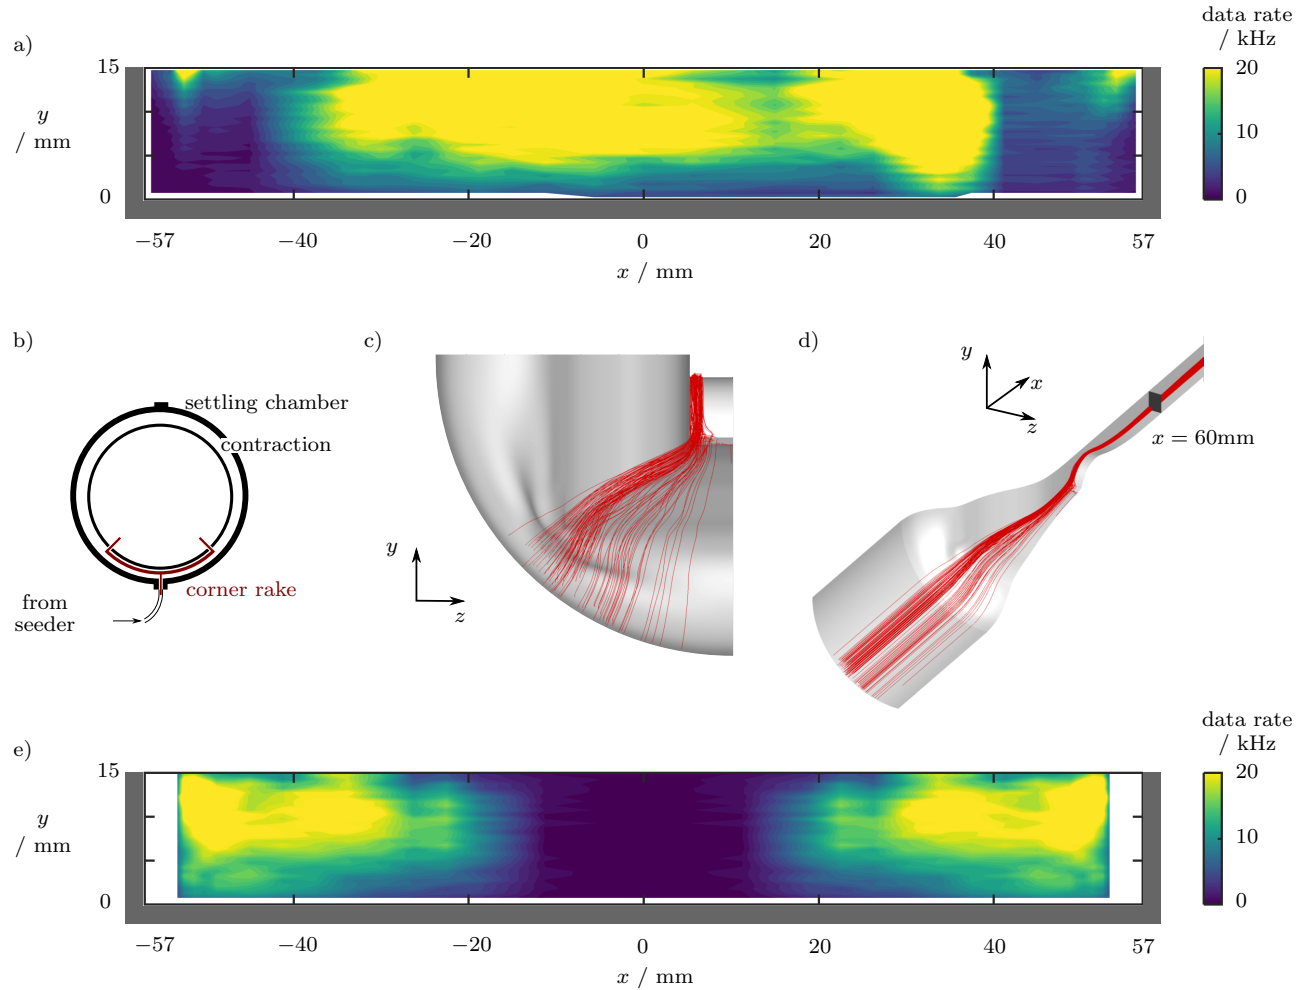 data rate
/ kHz
a)
15
y
/ mm
0
20
10
0
−57
−40
−20
0
20
40
57
x / mm
b)
settling chamber
contraction
corner rake
from
seeder
c)
y
z
d)
y
x
z
x = 60mm
data rate
/ kHz
e)
15
y
/ mm
0
20
10
0
−57
−40
−20
0
20
40
57
x / mm